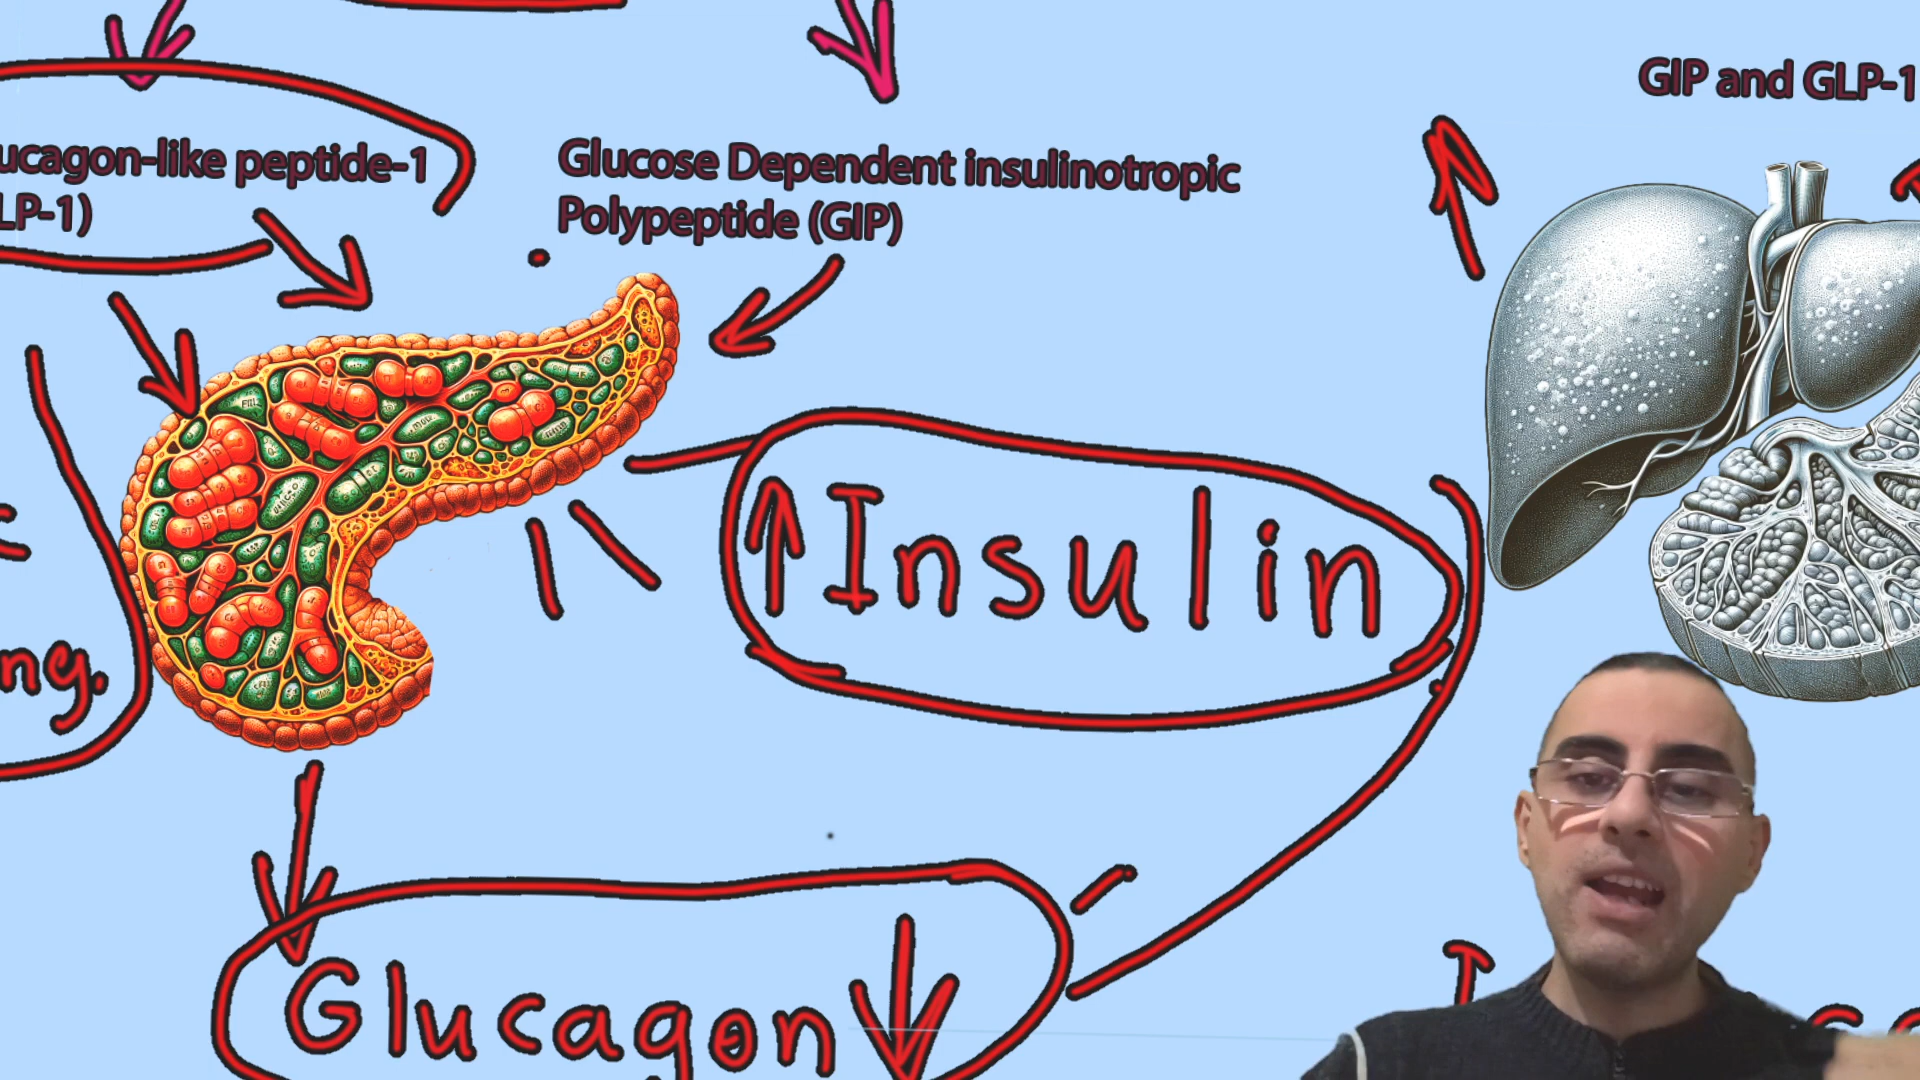 GIP and GLP-1
ucagon-like peptide-1
LP-1)
Glucose Dependent insulinotropic
Polypeptide (GIP)
↑Insulin
ng.
Glucagon↓